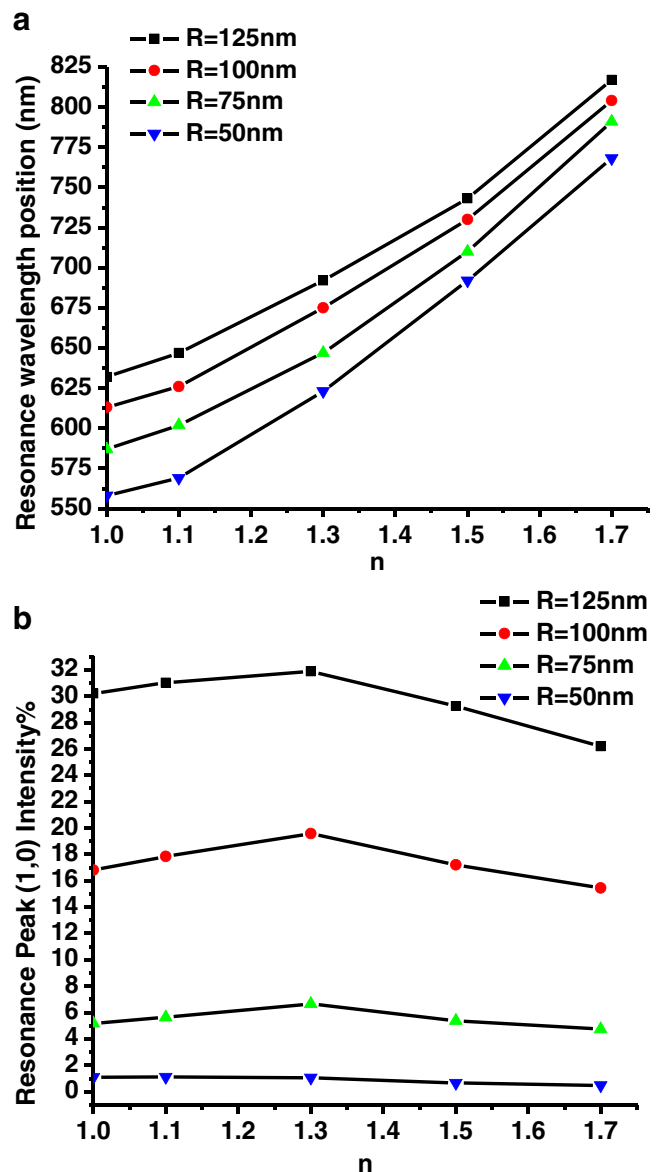 a
R=125nm
R=100nm
R=75nm
R=50nm
Resonance wavelength position (nm)
825
800
775
750
725
700
675
650
625
600
575
550
1.0 1.1 1.2 1.3 1.4 1.5 1.6 1.7
n
b
R=125nm
R=100nm
R=75nm
R=50nm
Resonance Peak (1,0) Intensity%
32
30
28
26
24
22
20
18
16
14
12
10
8
6
4
2
0
1.0 1.1 1.2 1.3 1.4 1.5 1.6 1.7
n